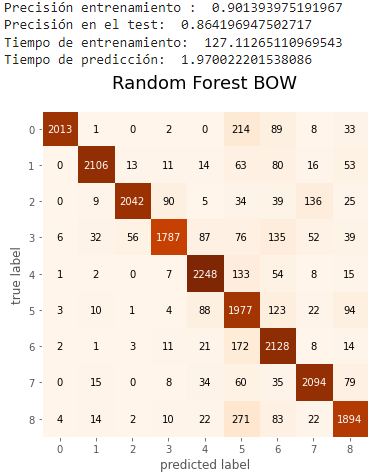 Precisión entrenamiento :  0.901393975191967
Precisión en el test:  0.864196947502717
Tiempo de entrenamiento:  127.11265110969543
Tiempo de predicción:  1.970022201538086
Random Forest BOW
0 2013 1 0 2 0 214 89 8 33
1 0 2106 13 11 14 63 80 16 53
2 0 9 2042 90 5 34 39 136 25
3 6 32 56 1787 87 76 135 52 39
4 1 2 0 7 2248 133 54 8 15
5 3 10 1 4 88 1977 123 22 94
6 2 1 3 11 21 172 2128 8 14
7 0 15 0 8 34 60 35 2094 79
8 4 14 2 10 22 271 83 22 1894
true label
0 1 2 3 4 5 6 7 8
predicted label